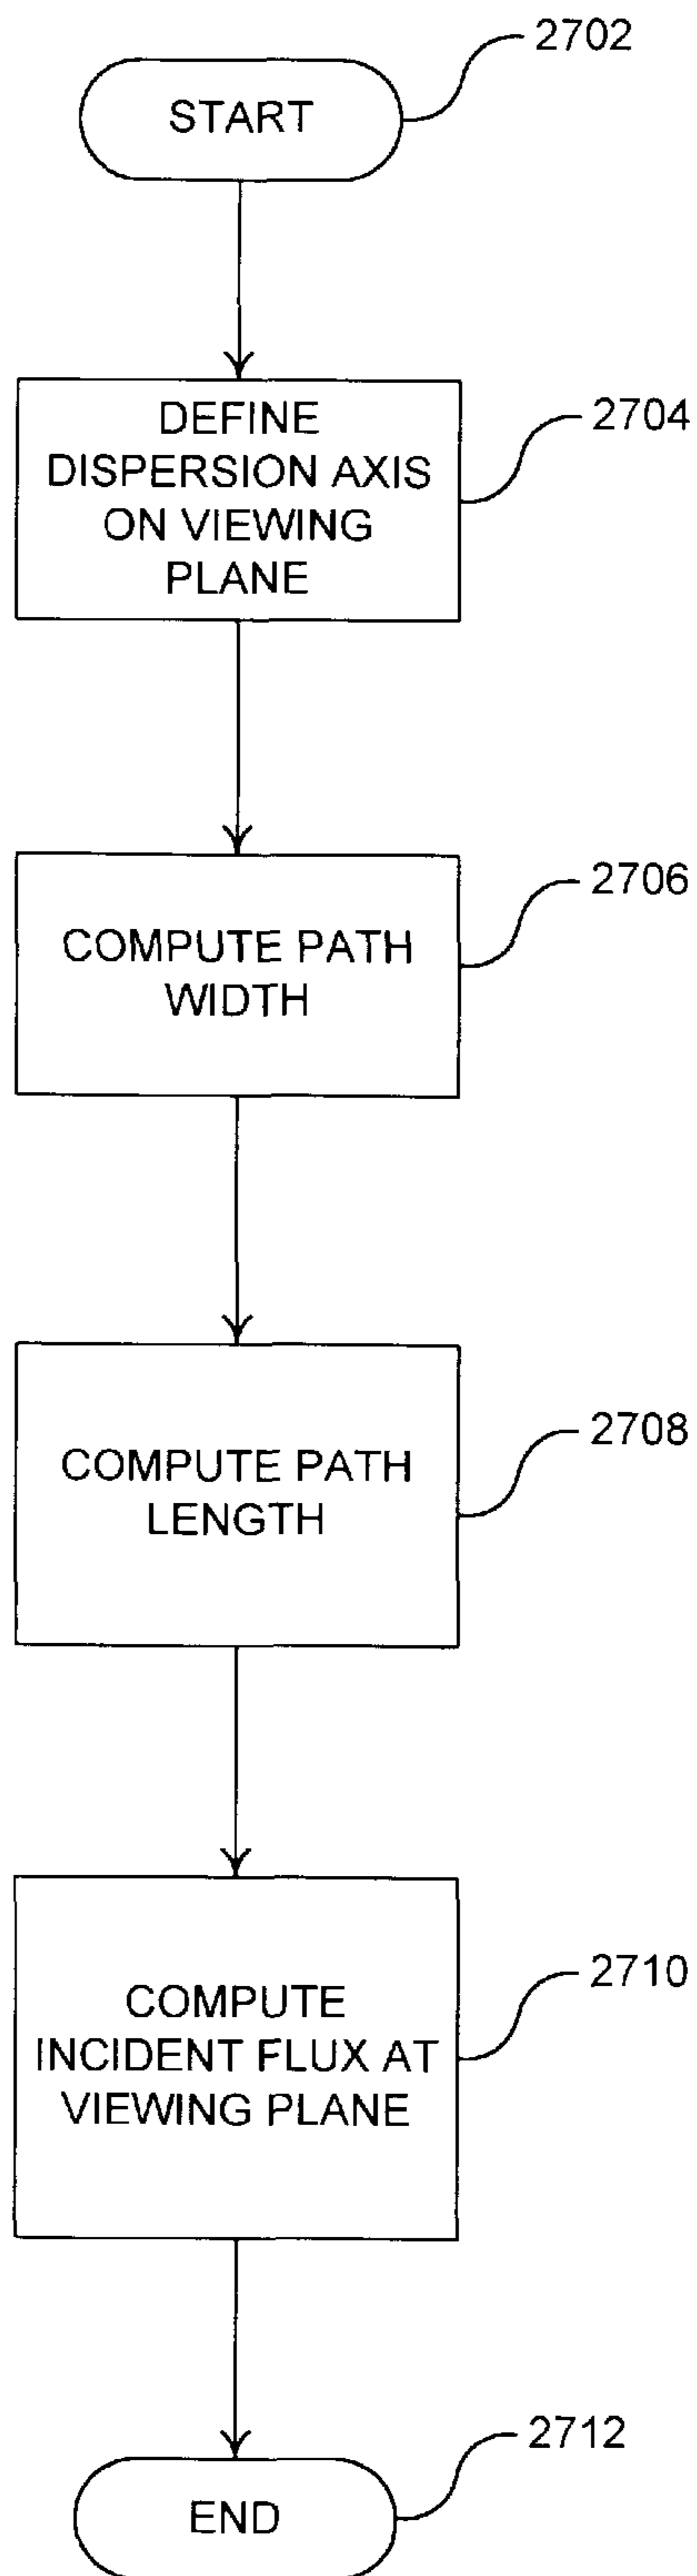 2702
START
2704
DEFINE
DISPERSION AXIS
ON VIEWING
PLANE
2706
COMPUTE PATH
WIDTH
2708
COMPUTE PATH
LENGTH
2710
COMPUTE
INCIDENT FLUX AT
VIEWING PLANE
2712
END